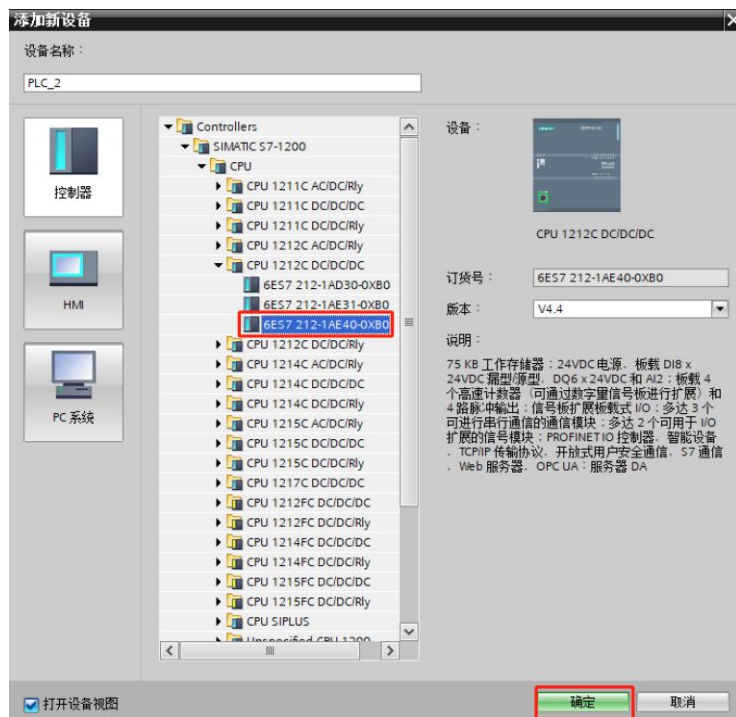 添加新设备
设备名称：
PLC_2
控制器
HMI
PC 系统
Controllers
SIMATIC S7-1200
CPU
CPU 1211C AC/DC/Rly
CPU 1211C DC/DC/DC
CPU 1211C DC/DC/Rly
CPU 1212C AC/DC/Rly
CPU 1212C DC/DC/DC
6ES7 212-1AD30-0XB0
6ES7 212-1AE31-0XB0
6ES7 212-1AE40-0XB0
CPU 1212C DC/DC/Rly
CPU 1214C AC/DC/Rly
CPU 1214C DC/DC/DC
CPU 1214C DC/DC/Rly
CPU 1215C AC/DC/Rly
CPU 1215C DC/DC/DC
CPU 1215C DC/DC/Rly
CPU 1217C DC/DC/DC
CPU 1212FC DC/DC/DC
CPU 1212FC DC/DC/Rly
CPU 1214FC DC/DC/DC
CPU 1214FC DC/DC/Rly
CPU 1215FC DC/DC/DC
CPU 1215FC DC/DC/Rly
CPU SIPLUS
Unspecified CPU 1200
设备：
CPU 1212C DC/DC/DC
订货号：
6ES7 212-1AE40-0XB0
版本：
V4.4
说明：
75 KB 工作存储器；24VDC 电源，板载 DI8 x
24VDC 漏型/源型，DQ6 x 24VDC 和 AI2；板载 4
个高速计数器（可通过数字量信号板进行扩展）和
4 路脉冲输出；信号板扩展板载式 I/O；多达 3 个
可进行串行通信的通信模块；多达 2 个可用于 I/O
扩展的信号模块；PROFINET IO 控制器，智能设备
，TCP/IP 传输协议，开放式用户安全通信，S7 通信
，Web 服务器，OPC UA：服务器 DA
打开设备视图
确定
取消